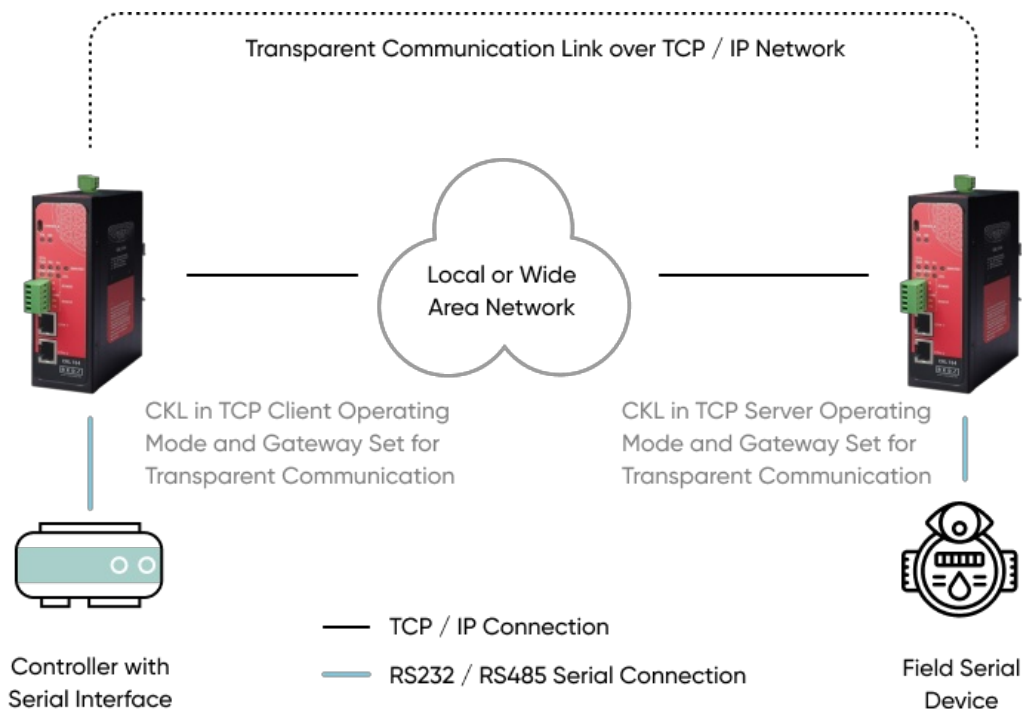 Transparent Communication Link over TCP / IP Network
Local or Wide
Area Network
CKL in TCP Client Operating
Mode and Gateway Set for
Transparent Communication
CKL in TCP Server Operating
Mode and Gateway Set for
Transparent Communication
TCP / IP Connection
RS232 / RS485 Serial Connection
Controller with
Serial Interface
Field Serial
Device